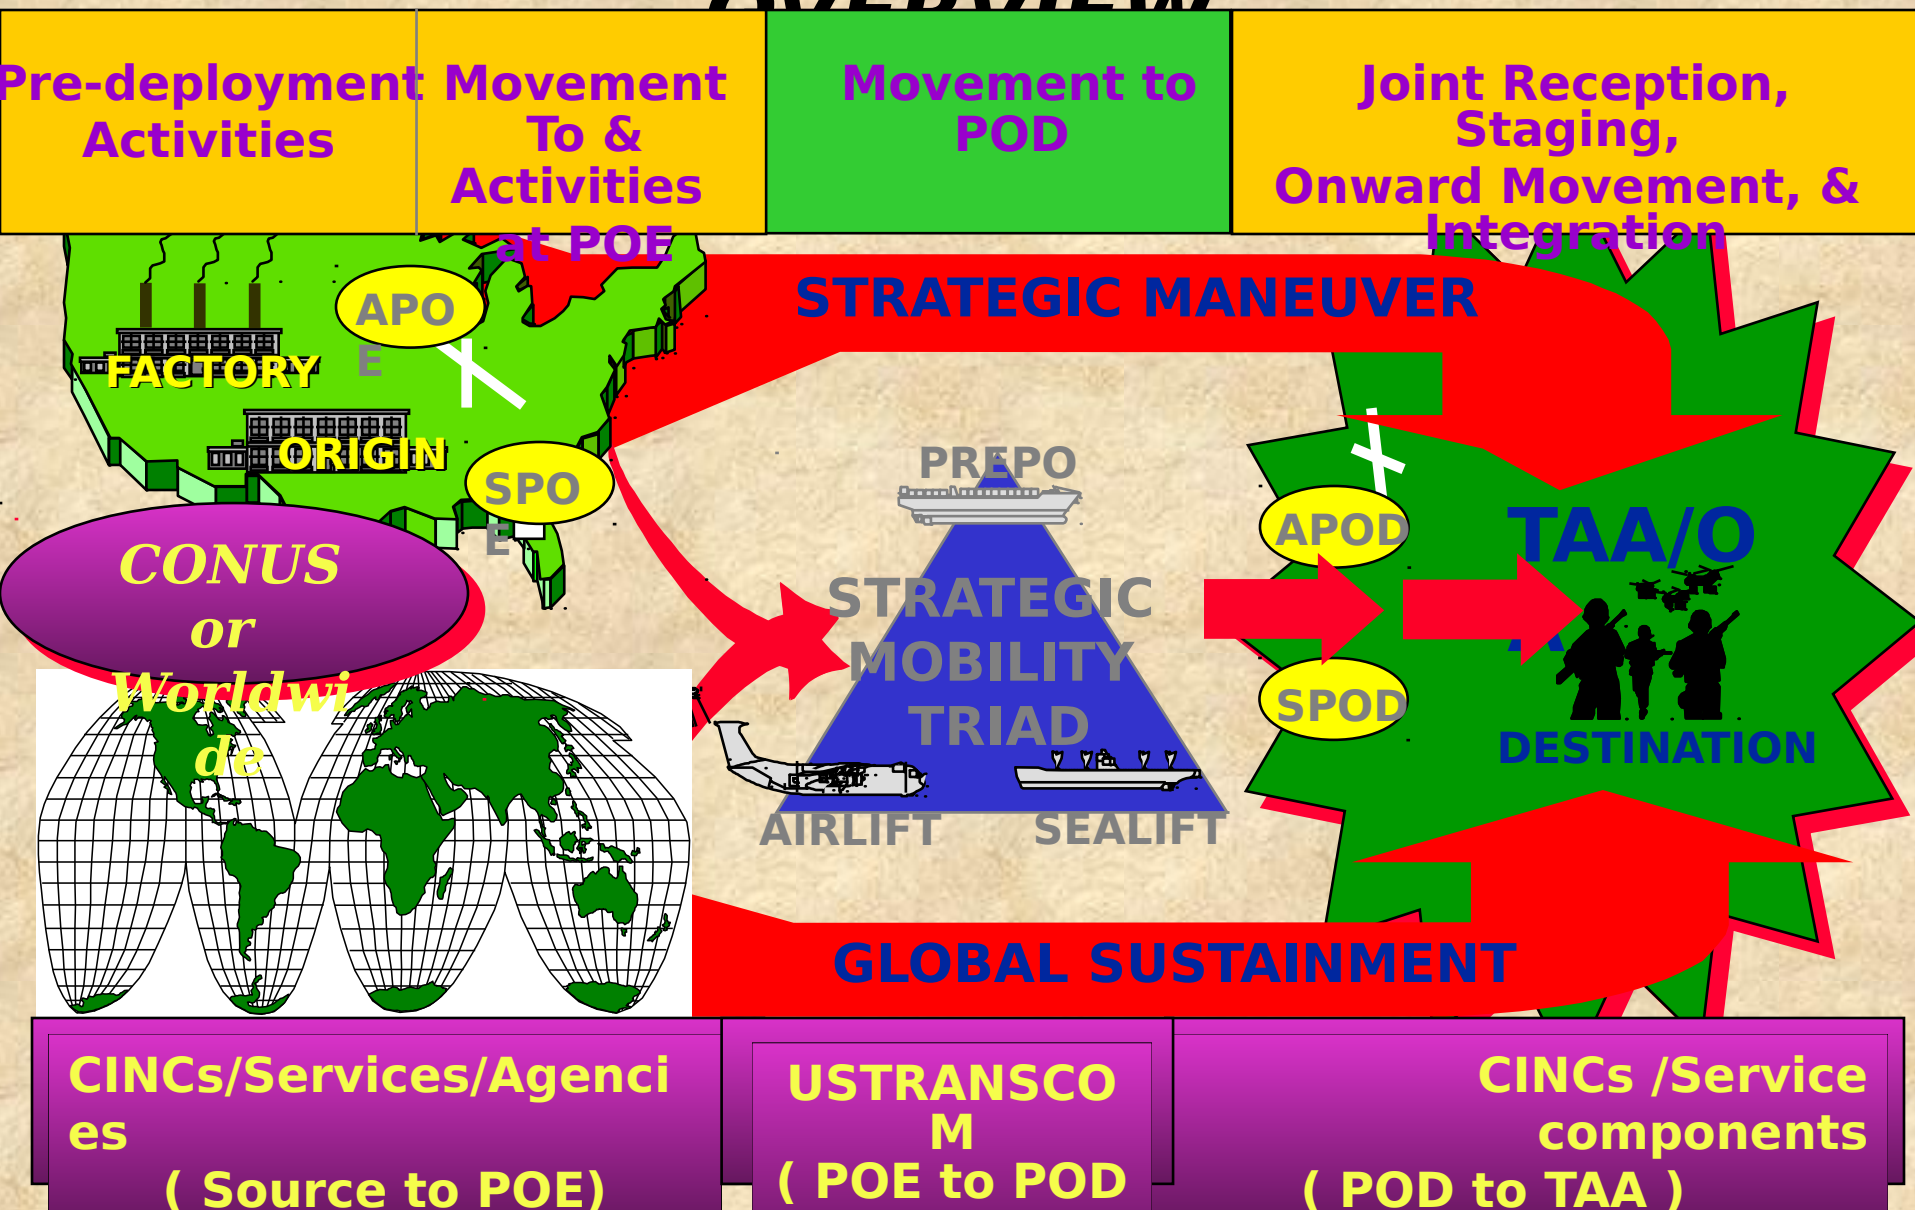 OVERVIEW
Pre-deployment
Activities
Movement
To &
Activities
at POE
Movement to
POD
Joint Reception,
Staging,
Onward Movement, &
Integration
STRATEGIC MANEUVER
APO
E
FACTORY
ORIGIN
SPO
E
CONUS
or
Worldwi
de
PREPO
STRATEGIC
MOBILITY
TRIAD
AIRLIFT
SEALIFT
APOD
SPOD
TAA/O
A
DESTINATION
GLOBAL SUSTAINMENT
CINCs/Services/Agenci
es
( Source to POE)
USTRANSCO
M
( POE to POD
CINCs /Service
components
( POD to TAA )